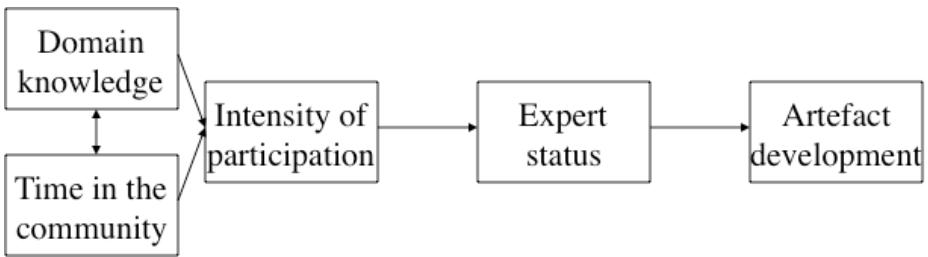 Domain
knowledge
Time in the
community
Intensity of
participation
Expert
status
Artefact
development